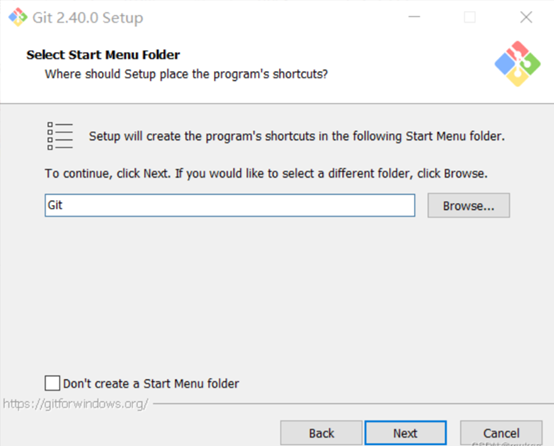 Git 2.40.0 Setup
Select Start Menu Folder
Where should Setup place the program's shortcuts?
Setup will create the program's shortcuts in the following Start Menu folder.
To continue, click Next. If you would like to select a different folder, click Browse.
Git
Browse...
Don't create a Start Menu folder
https://gitforwindows.org/
Back
Next
Cancel